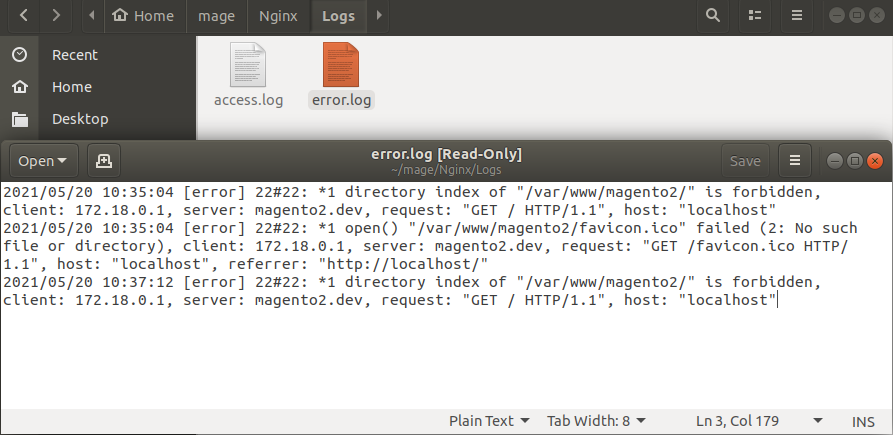 Home mage Nginx Logs
Recent
Home
Desktop
access.log error.log
Open error.log [Read-Only] Save
~/mage/Nginx/Logs
2021/05/20 10:35:04 [error] 22#22: *1 directory index of "/var/www/magento2/" is forbidden,
client: 172.18.0.1, server: magento2.dev, request: "GET / HTTP/1.1", host: "localhost"
2021/05/20 10:35:04 [error] 22#22: *1 open() "/var/www/magento2/favicon.ico" failed (2: No such
file or directory), client: 172.18.0.1, server: magento2.dev, request: "GET /favicon.ico HTTP/
1.1", host: "localhost", referrer: "http://localhost/"
2021/05/20 10:37:12 [error] 22#22: *1 directory index of "/var/www/magento2/" is forbidden,
client: 172.18.0.1, server: magento2.dev, request: "GET / HTTP/1.1", host: "localhost"
Plain Text Tab Width: 8 Ln 3, Col 179 INS